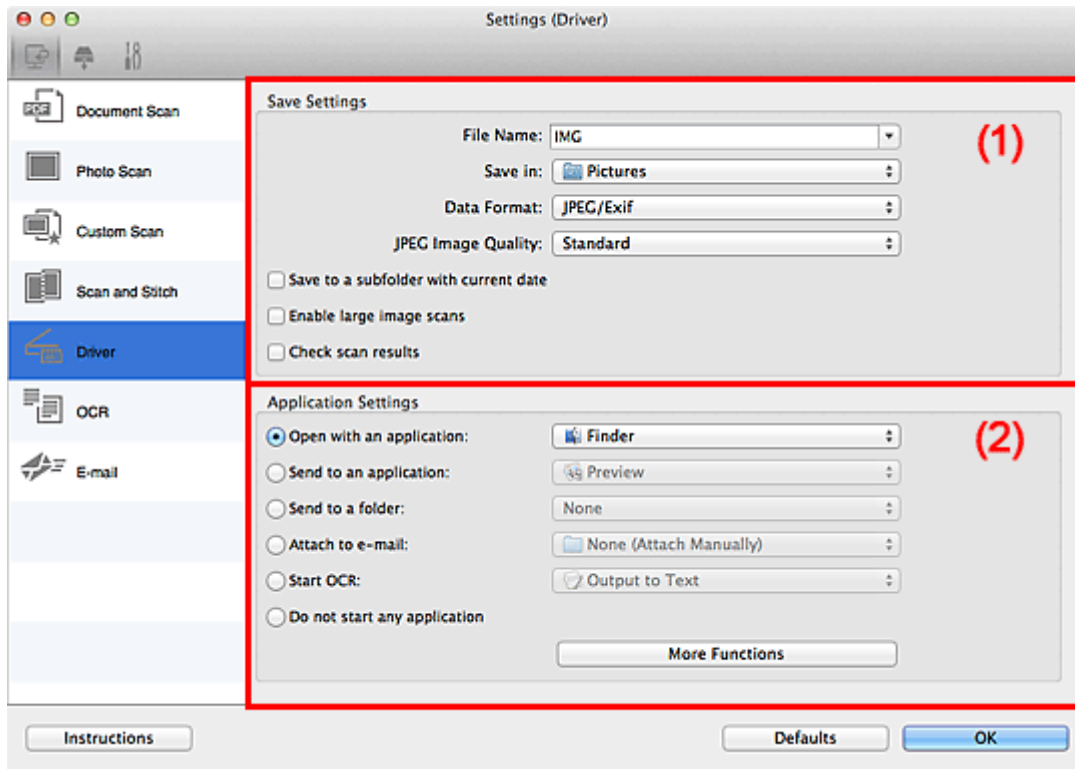 Settings (Driver)
Document Scan
Photo Scan
Custom Scan
Scan and Stitch
Driver
OCR
E-mail
Save Settings
(1)
File Name: IMG
Save in: Pictures
Data Format: JPEG/Exif
JPEG Image Quality: Standard
Save to a subfolder with current date
Enable large image scans
Check scan results
Application Settings
(2)
Open with an application: Finder
Send to an application: Preview
Send to a folder: None
Attach to e-mail: None (Attach Manually)
Start OCR: Output to Text
Do not start any application
More Functions
Instructions
Defaults
OK